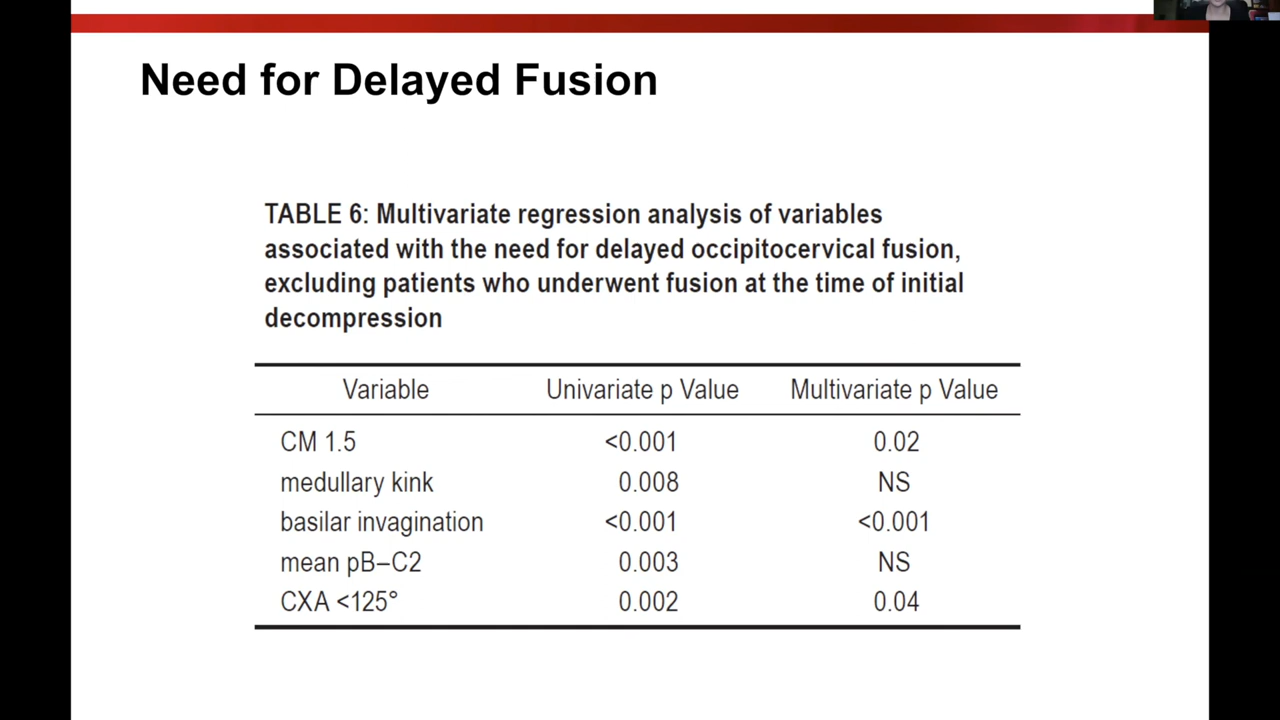 Need for Delayed Fusion
TABLE 6: Multivariate regression analysis of variables
associated with the need for delayed occipitocervical fusion,
excluding patients who underwent fusion at the time of initial
decompression
Variable Univariate p Value Multivariate p Value
CM 1.5 <0.001 0.02
medullary kink 0.008 NS
basilar invagination <0.001 <0.001
mean pB–C2 0.003 NS
CXA <125° 0.002 0.04